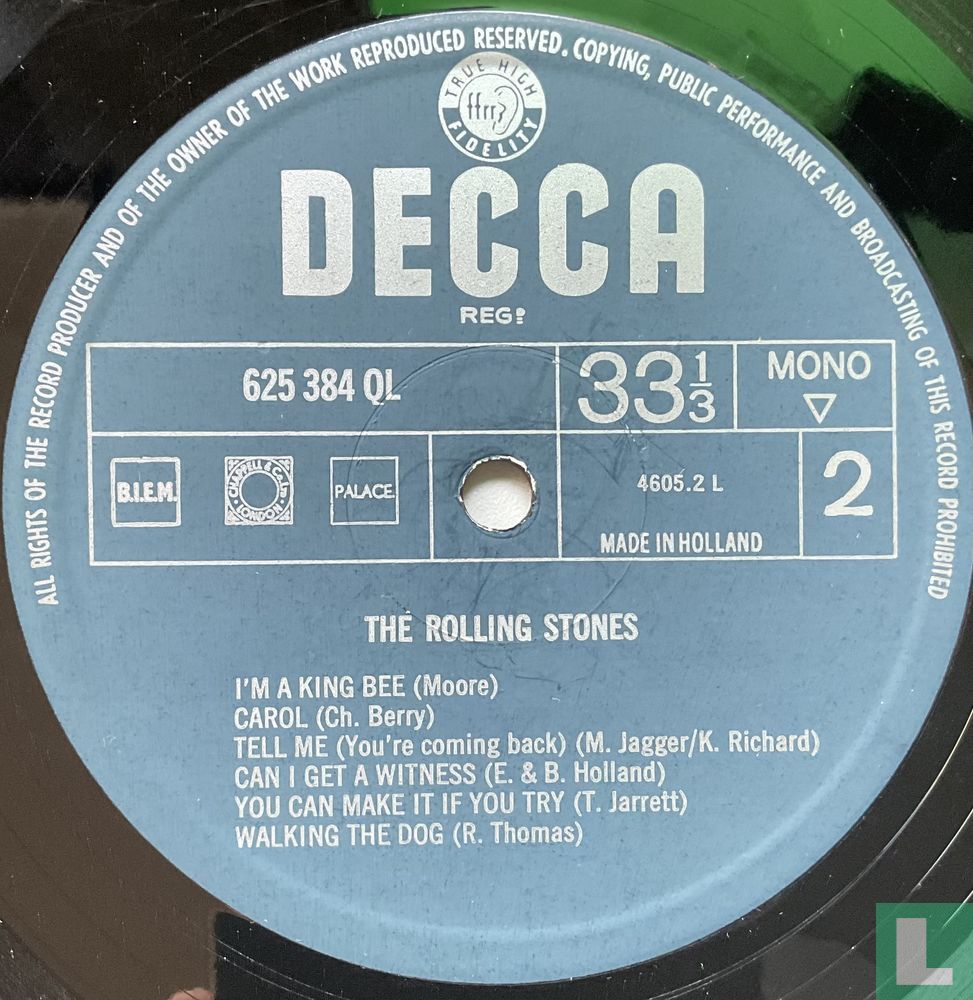 ALL RIGHTS OF THE RECORD PRODUCER AND OF THE OWNER OF THE WORK REPRODUCED RESERVED. COPYING, PUBLIC PERFORMANCE AND BROADCASTING OF THIS RECORD PROHIBITED
TRUE HIGH
ffrr
FIDELITY
DECCA
REGD
625 384 QL
33 1/3
MONO
▽
B.I.E.M.
CHAPPELL & CO. LTD.
LONDON
PALACE
4605.2 L
2
MADE IN HOLLAND
THE ROLLING STONES
I'M A KING BEE (Moore)
CAROL (Ch. Berry)
TELL ME (You're coming back) (M. Jagger/K. Richard)
CAN I GET A WITNESS (E. & B. Holland)
YOU CAN MAKE IT IF YOU TRY (T. Jarrett)
WALKING THE DOG (R. Thomas)
L